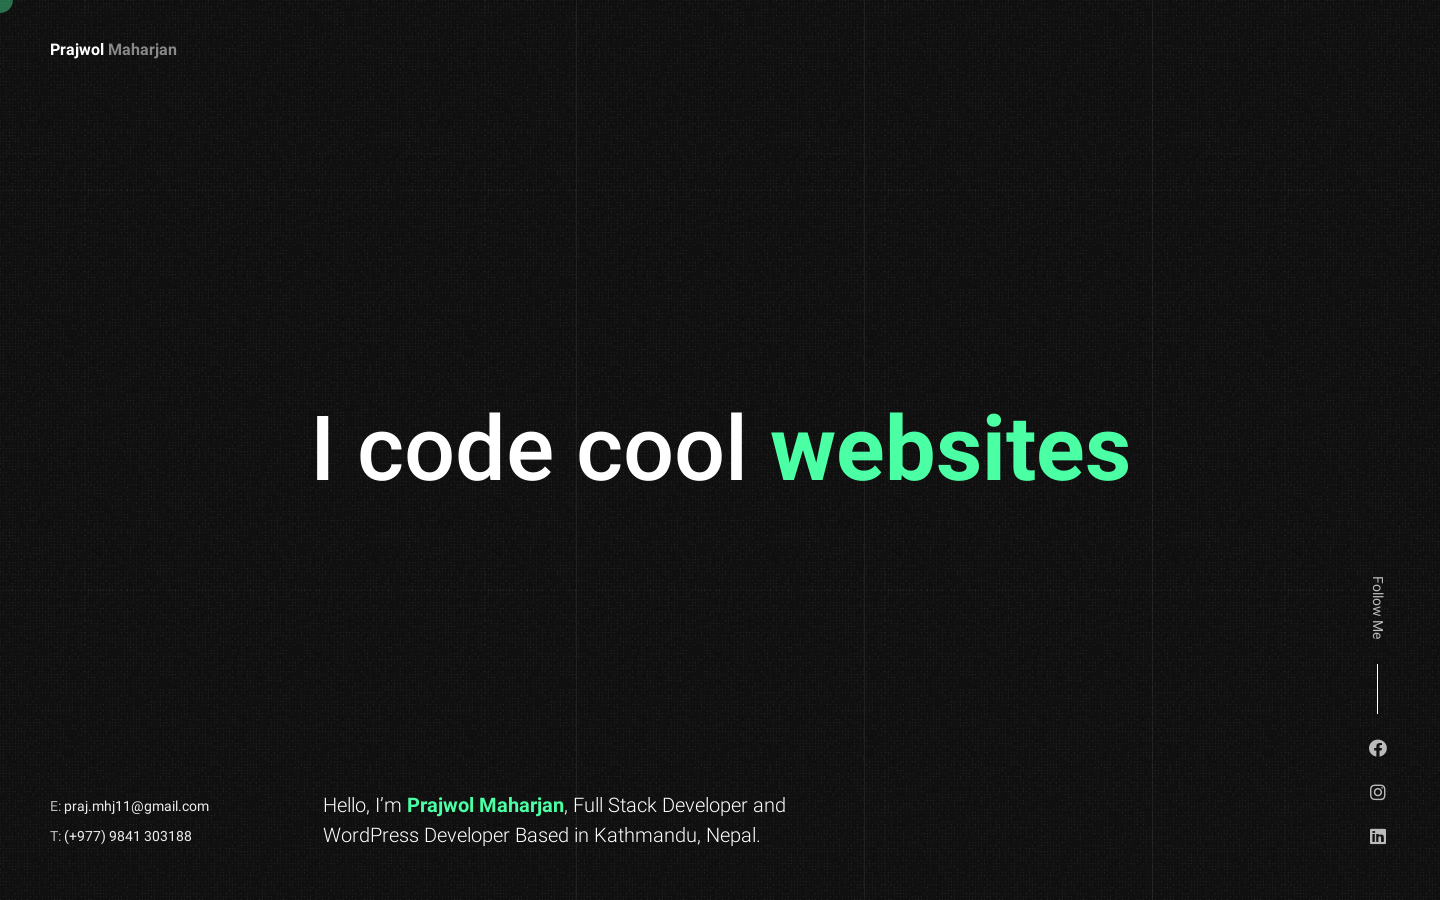 Prajwol Maharjan
I code cool websites
Follow Me
E: praj.mhj11@gmail.com
T: (+977) 9841 303188
Hello, I’m Prajwol Maharjan, Full Stack Developer and
WordPress Developer Based in Kathmandu, Nepal.